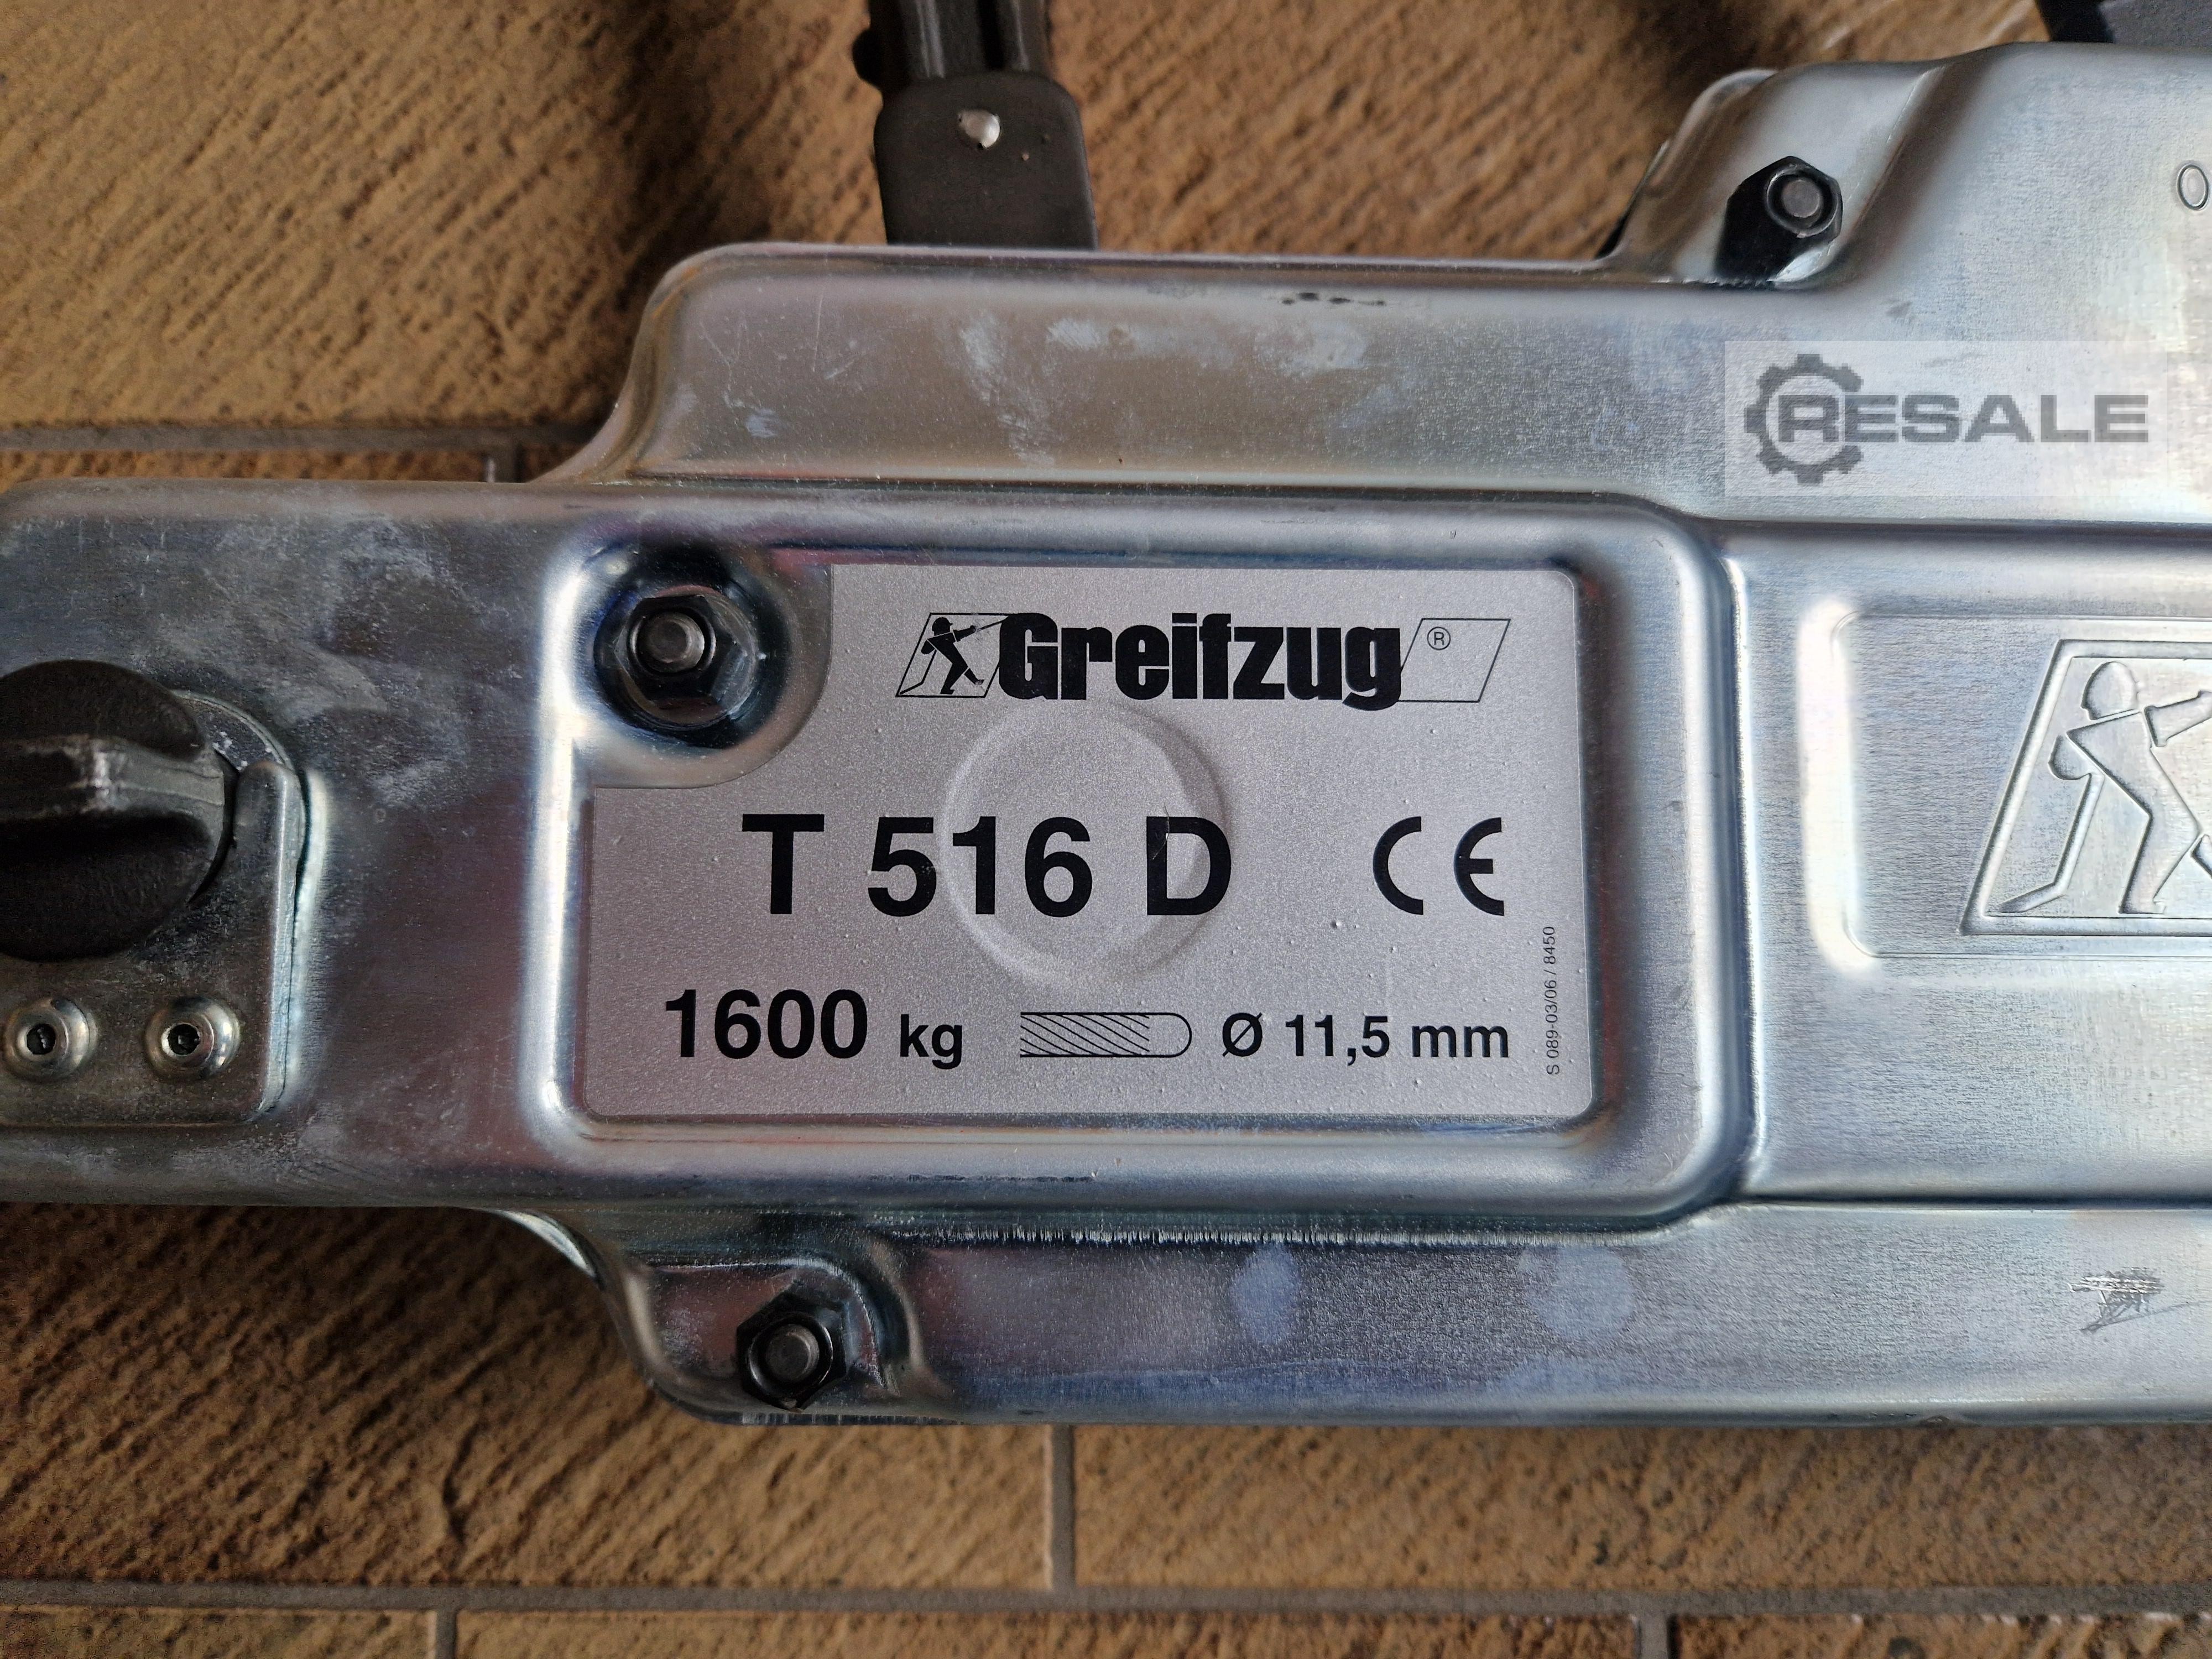 RESALE
Greifzug ®
T 516 D CE
1600 kg Ø 11,5 mm
S 089-03/06 / 8450